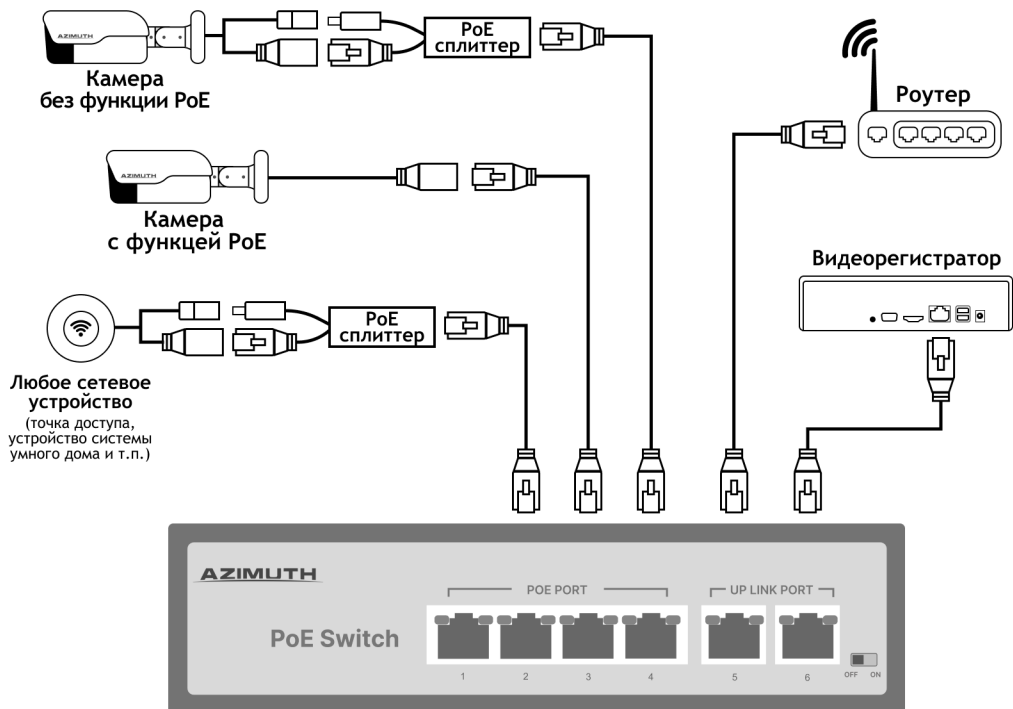 AZIMUTH
PoE
сплиттер
Камера
без функции PoE
Роутер
AZIMUTH
Камера
с функцей PoE
Видеорегистратор
PoE
сплиттер
Любое сетевое
устройство
(точка доступа,
устройство системы
умного дома и т.п.)
AZIMUTH
POE PORT
UP LINK PORT
PoE Switch
1 2 3 4 5 6
OFF ON